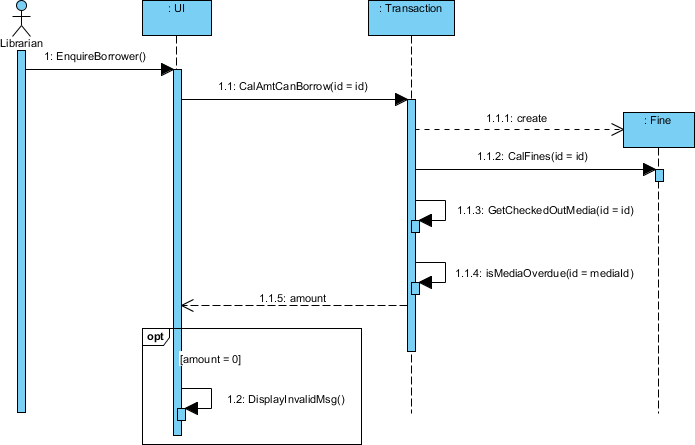 : UI
: Transaction
Librarian
1: EnquireBorrower()
1.1: CalAmtCanBorrow(id = id)
1.1.1: create
: Fine
1.1.2: CalFines(id = id)
1.1.3: GetCheckedOutMedia(id = id)
1.1.4: isMediaOverdue(id = mediaId)
1.1.5: amount
opt
[amount = 0]
1.2: DisplayInvalidMsg()